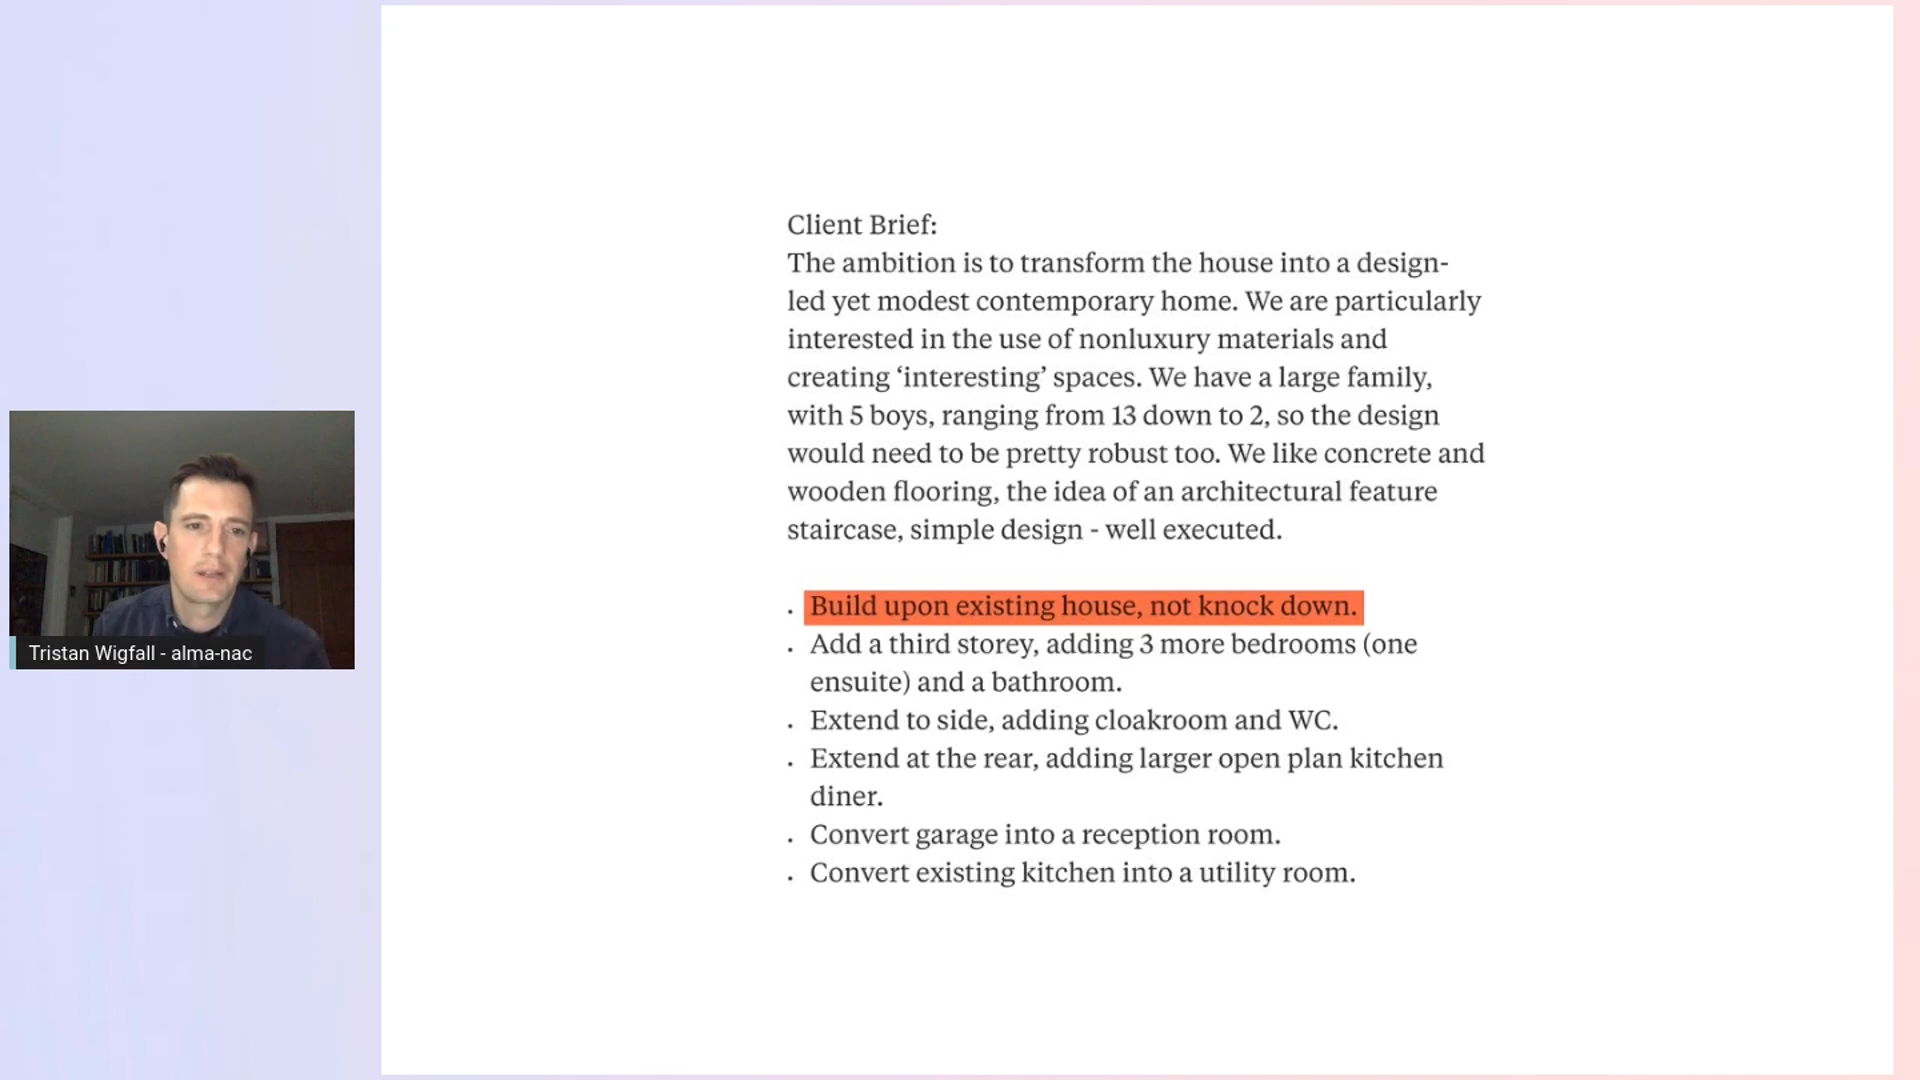 Client Brief:
The ambition is to transform the house into a design-
led yet modest contemporary home. We are particularly
interested in the use of nonluxury materials and
creating ‘interesting’ spaces. We have a large family,
with 5 boys, ranging from 13 down to 2, so the design
would need to be pretty robust too. We like concrete and
wooden flooring, the idea of an architectural feature
staircase, simple design - well executed.
. Build upon existing house, not knock down.
. Add a third storey, adding 3 more bedrooms (one
ensuite) and a bathroom.
. Extend to side, adding cloakroom and WC.
. Extend at the rear, adding larger open plan kitchen
diner.
. Convert garage into a reception room.
. Convert existing kitchen into a utility room.
Tristan Wigfall - alma-nac